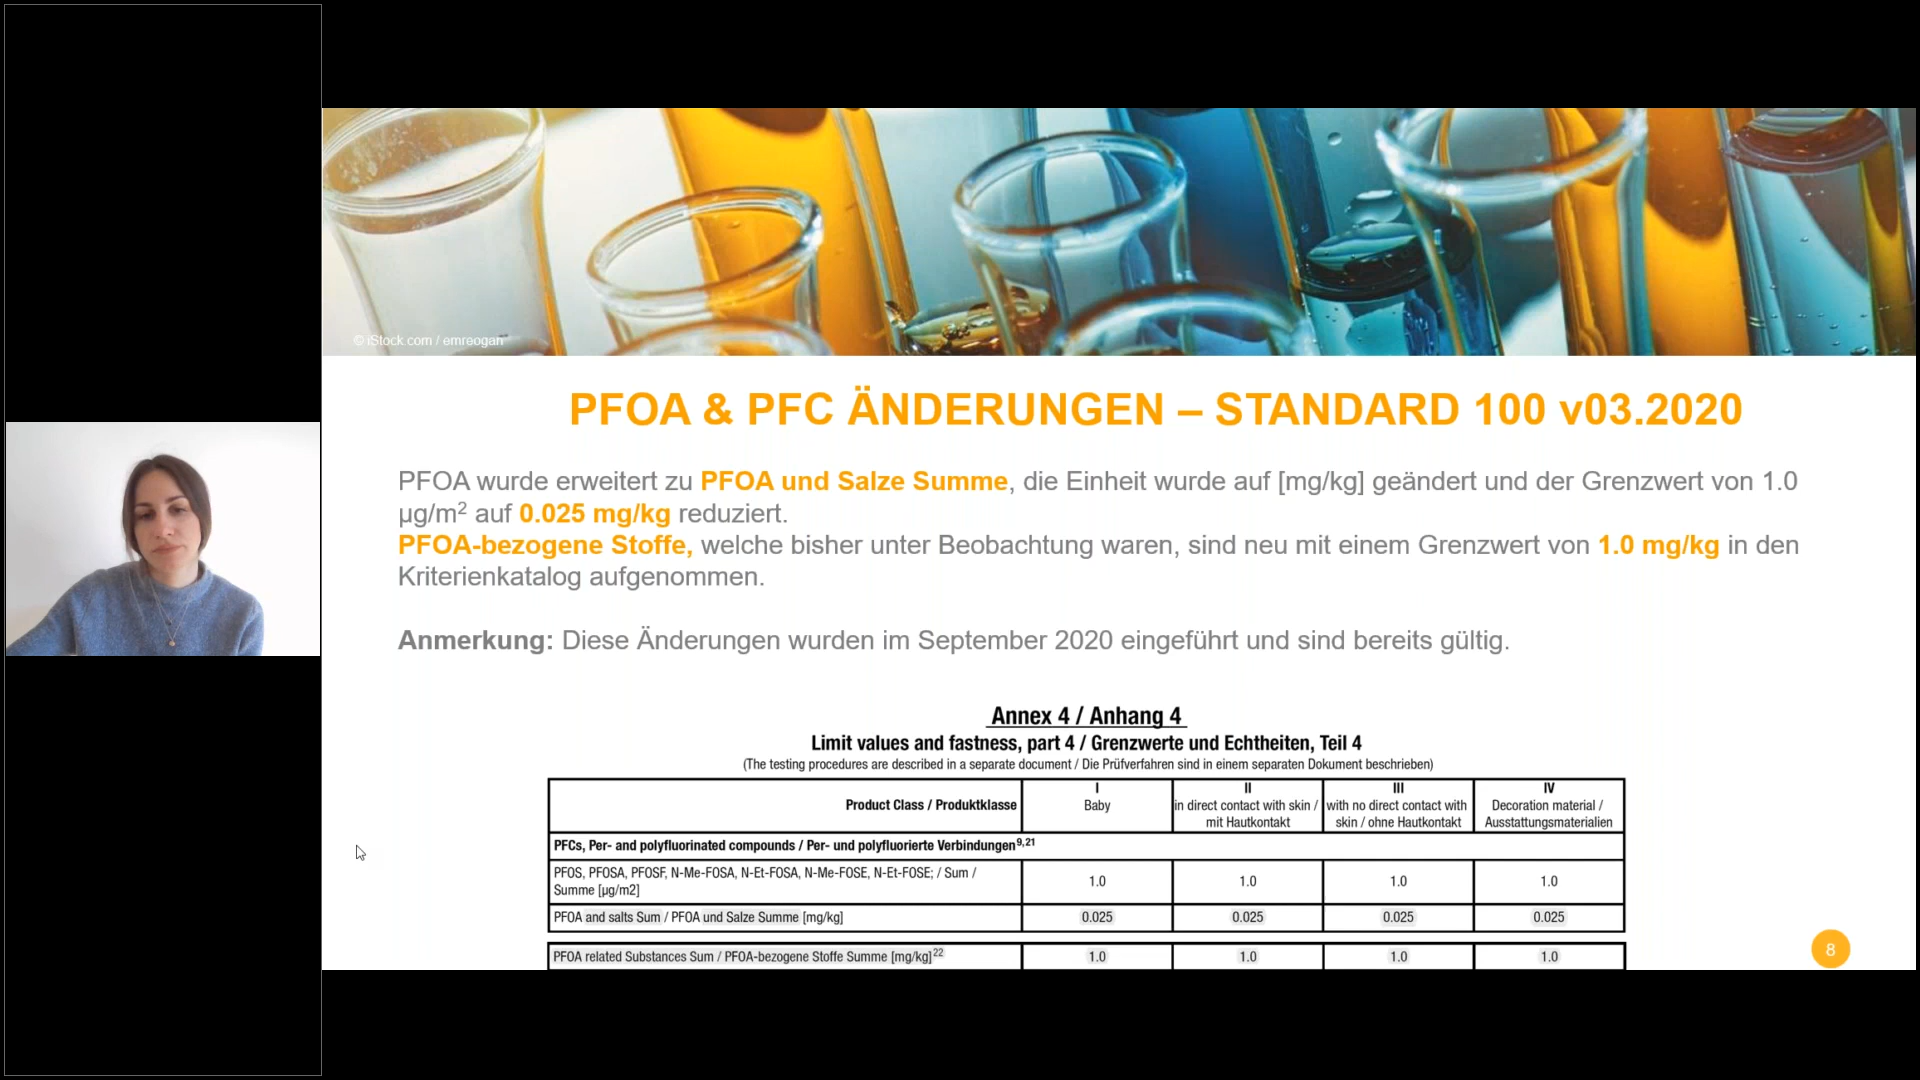 © iStock.com / emreogan
PFOA & PFC ÄNDERUNGEN – STANDARD 100 v03.2020
PFOA wurde erweitert zu PFOA und Salze Summe, die Einheit wurde auf [mg/kg] geändert und der Grenzwert von 1.0
µg/m² auf 0.025 mg/kg reduziert.
PFOA-bezogene Stoffe, welche bisher unter Beobachtung waren, sind neu mit einem Grenzwert von 1.0 mg/kg in den
Kriterienkatalog aufgenommen.
Anmerkung: Diese Änderungen wurden im September 2020 eingeführt und sind bereits gültig.
Annex 4 / Anhang 4
Limit values and fastness, part 4 / Grenzwerte und Echtheiten, Teil 4
(The testing procedures are described in a separate document / Die Prüfverfahren sind in einem separaten Dokument beschrieben)
Product Class / Produktklasse
I
Baby
II
in direct contact with skin /
mit Hautkontakt
III
with no direct contact with
skin / ohne Hautkontakt
IV
Decoration material /
Ausstattungsmaterialien
PFCs, Per- and polyfluorinated compounds / Per- und polyfluorierte Verbindungen9,21
PFOS, PFOSA, PFOSF, N-Me-FOSA, N-Et-FOSA, N-Me-FOSE, N-Et-FOSE; / Sum /
Summe [µg/m2]
1.0 1.0 1.0 1.0
PFOA and salts Sum / PFOA und Salze Summe [mg/kg] 0.025 0.025 0.025 0.025
PFOA related Substances Sum / PFOA-bezogene Stoffe Summe [mg/kg]22 1.0 1.0 1.0 1.0
8